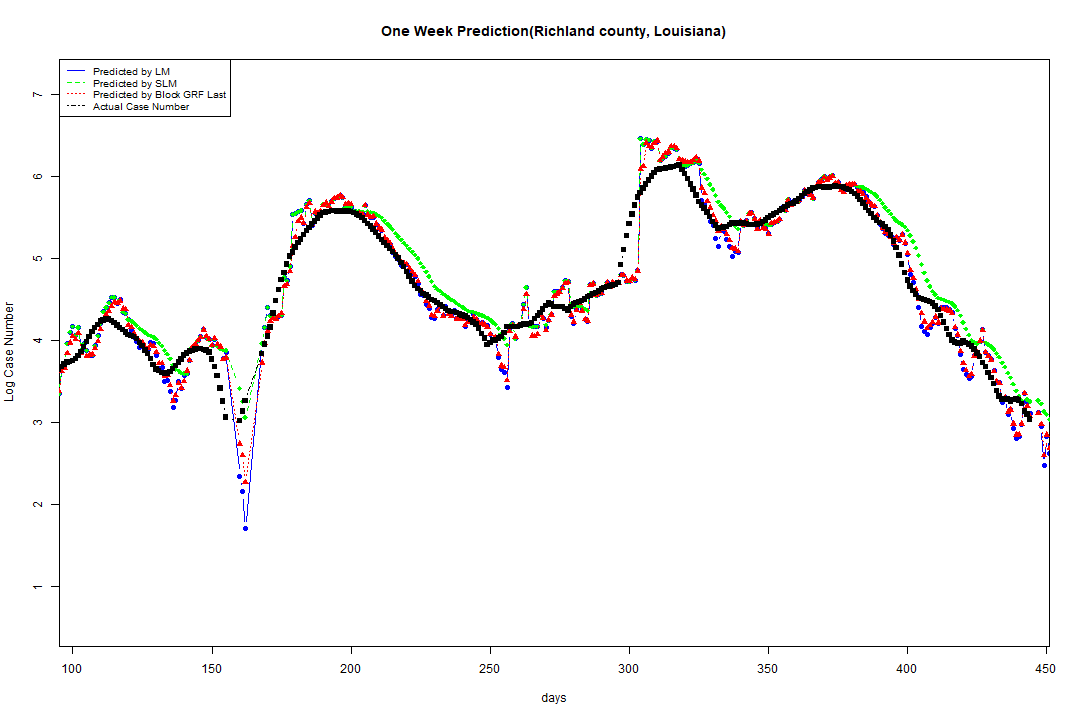 One Week Prediction(Richland county, Louisiana)
Predicted by LM
Predicted by SLM
Predicted by Block GRF Last
Actual Case Number
Log Case Number
7
6
5
4
3
2
1
100 150 200 250 300 350 400 450
days